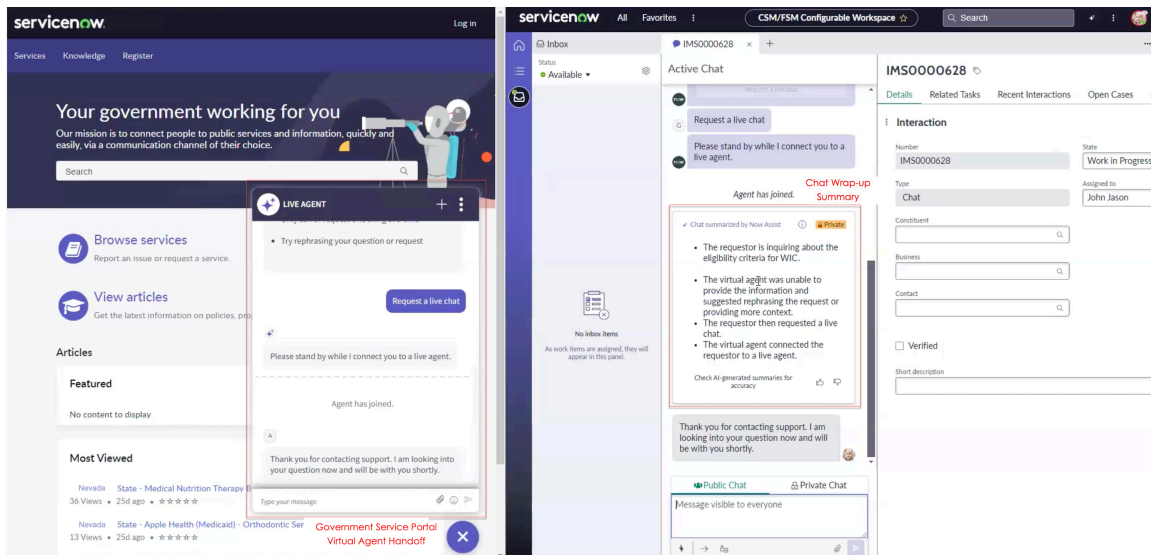 servicenow
Log in
Services
Knowledge
Register
Your government working for you
Our mission is to connect people to public services and information, quickly and
easily, via a communication channel of their choice.
Search
Browse services
Report an issue or request a service.
View articles
Get the latest information on policies,
Articles
Featured
No content to display
Most Viewed
Nevada State - Medical Nutrition Therapy
36 Views • 25d ago •
Nevada State - Apple Health (Medicaid) - Orthodontic Ser
13 Views • 25d ago •
LIVE AGENT
• Try rephrasing your question or request
Request a live chat
Please stand by while I connect you to a live agent.
Agent has joined.
A
Thank you for contacting support. I am looking into
your question now and will be with you shortly.
Type your message
Government Service Portal
Virtual Agent Handoff
servicenow
All
Favorites
CSM/FSM Configurable Workspace
Search
Inbox
Status
Available
No inbox items
As work items are assigned, they will
appear in this panel.
IMS0000628
Active Chat
Request a live chat
now
G
Request a live chat
Please stand by while I connect you to a
live agent.
now
Agent has joined.
Chat Wrap-up
Summary
Chat summarized by Now Assist
Private
• The requestor is inquiring about the
eligibility criteria for WIC.
• The virtual agent was unable to
provide the information and
suggested rephrasing the request or
providing more context.
• The requestor then requested a live
chat.
• The virtual agent connected the
requestor to a live agent.
Check AI-generated summaries for
accuracy
Thank you for contacting support. I am
looking into your question now and will
be with you shortly.
Public Chat
Private Chat
Message visible to everyone
IMS0000628
Details
Related Tasks
Recent Interactions
Open Cases
Interaction
Number
IMS0000628
State
Work in Progress
Type
Chat
Assigned to
John Jason
Constituent
Business
Contact
Verified
Short description